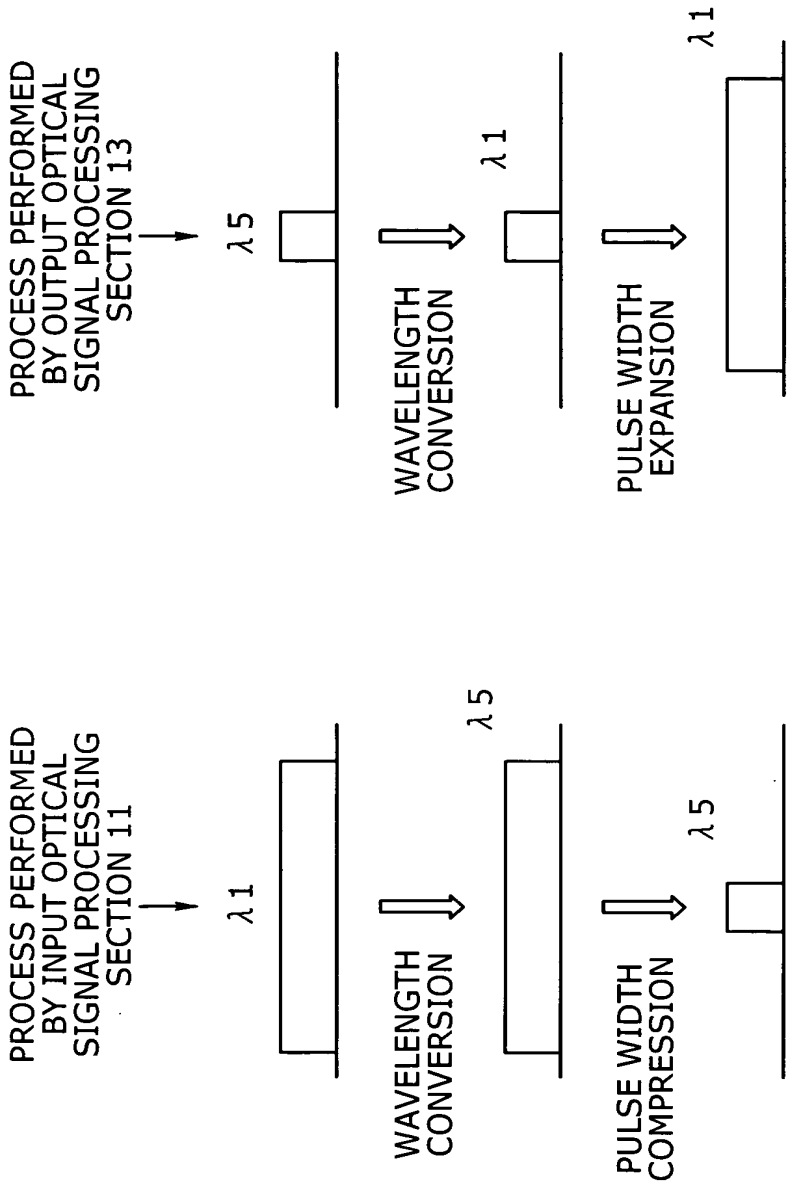 PROCESS PERFORMED
BY INPUT OPTICAL
SIGNAL PROCESSING
SECTION 11
λ1
WAVELENGTH
CONVERSION
λ5
PULSE WIDTH
COMPRESSION
λ5
PROCESS PERFORMED
BY OUTPUT OPTICAL
SIGNAL PROCESSING
SECTION 13
λ5
WAVELENGTH
CONVERSION
λ1
PULSE WIDTH
EXPANSION
λ1